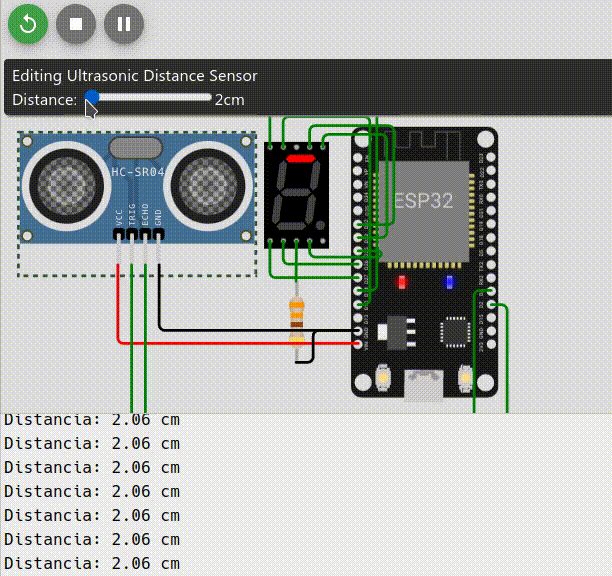 Editing Ultrasonic Distance Sensor
Distance: 2cm
HC-SR04
VCC
TRIG
ECHO
GND
ESP32
Distancia: 2.06 cm
Distancia: 2.06 cm
Distancia: 2.06 cm
Distancia: 2.06 cm
Distancia: 2.06 cm
Distancia: 2.06 cm
Distancia: 2.06 cm